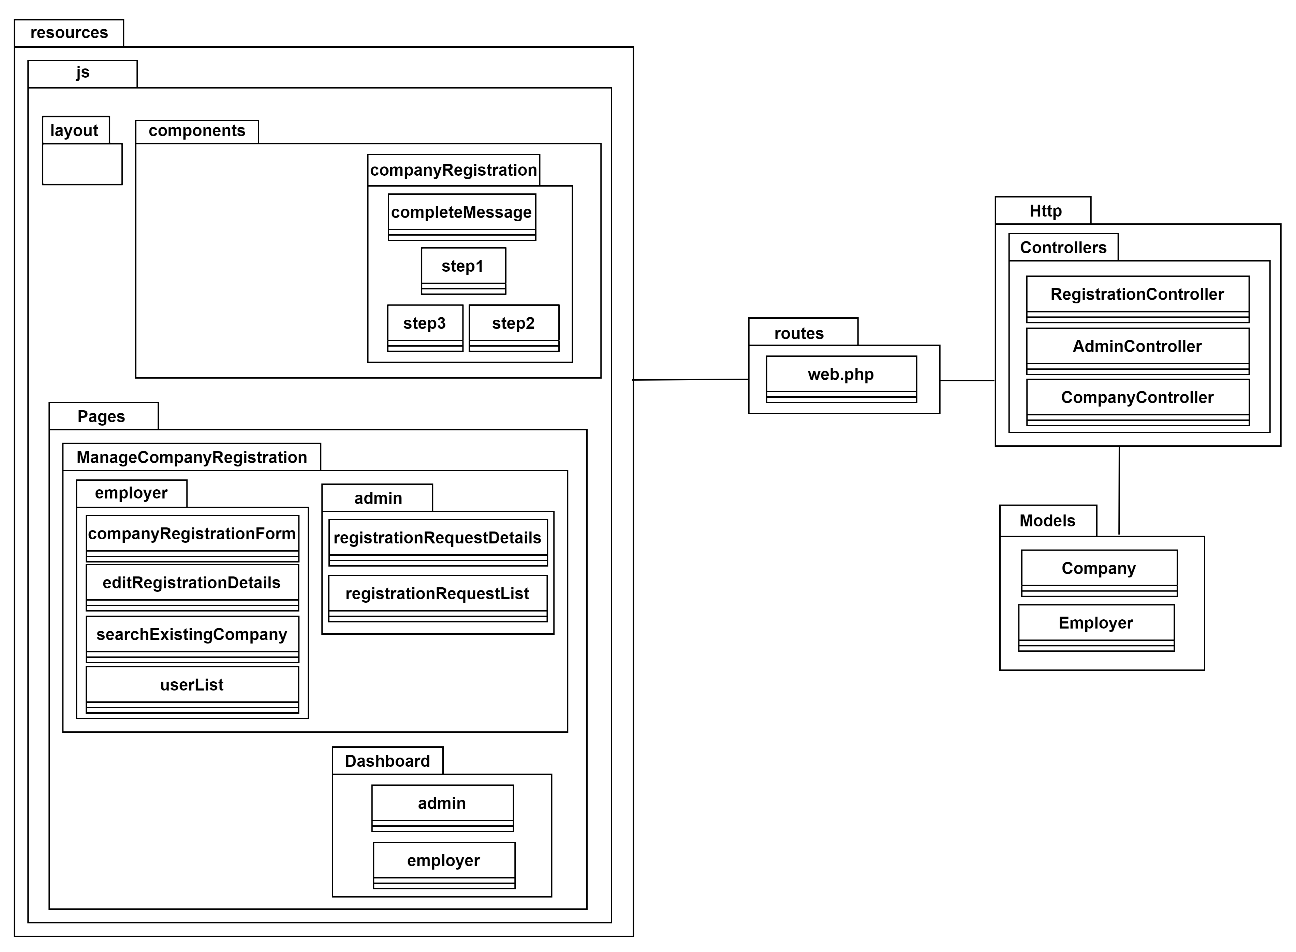 resources
js
layout
components
companyRegistration
completeMessage
step1
step3
step2
Pages
ManageCompanyRegistration
employer
companyRegistrationForm
editRegistrationDetails
searchExistingCompany
userList
admin
registrationRequestDetails
registrationRequestList
Dashboard
admin
employer
routes
web.php
Http
Controllers
RegistrationController
AdminController
CompanyController
Models
Company
Employer